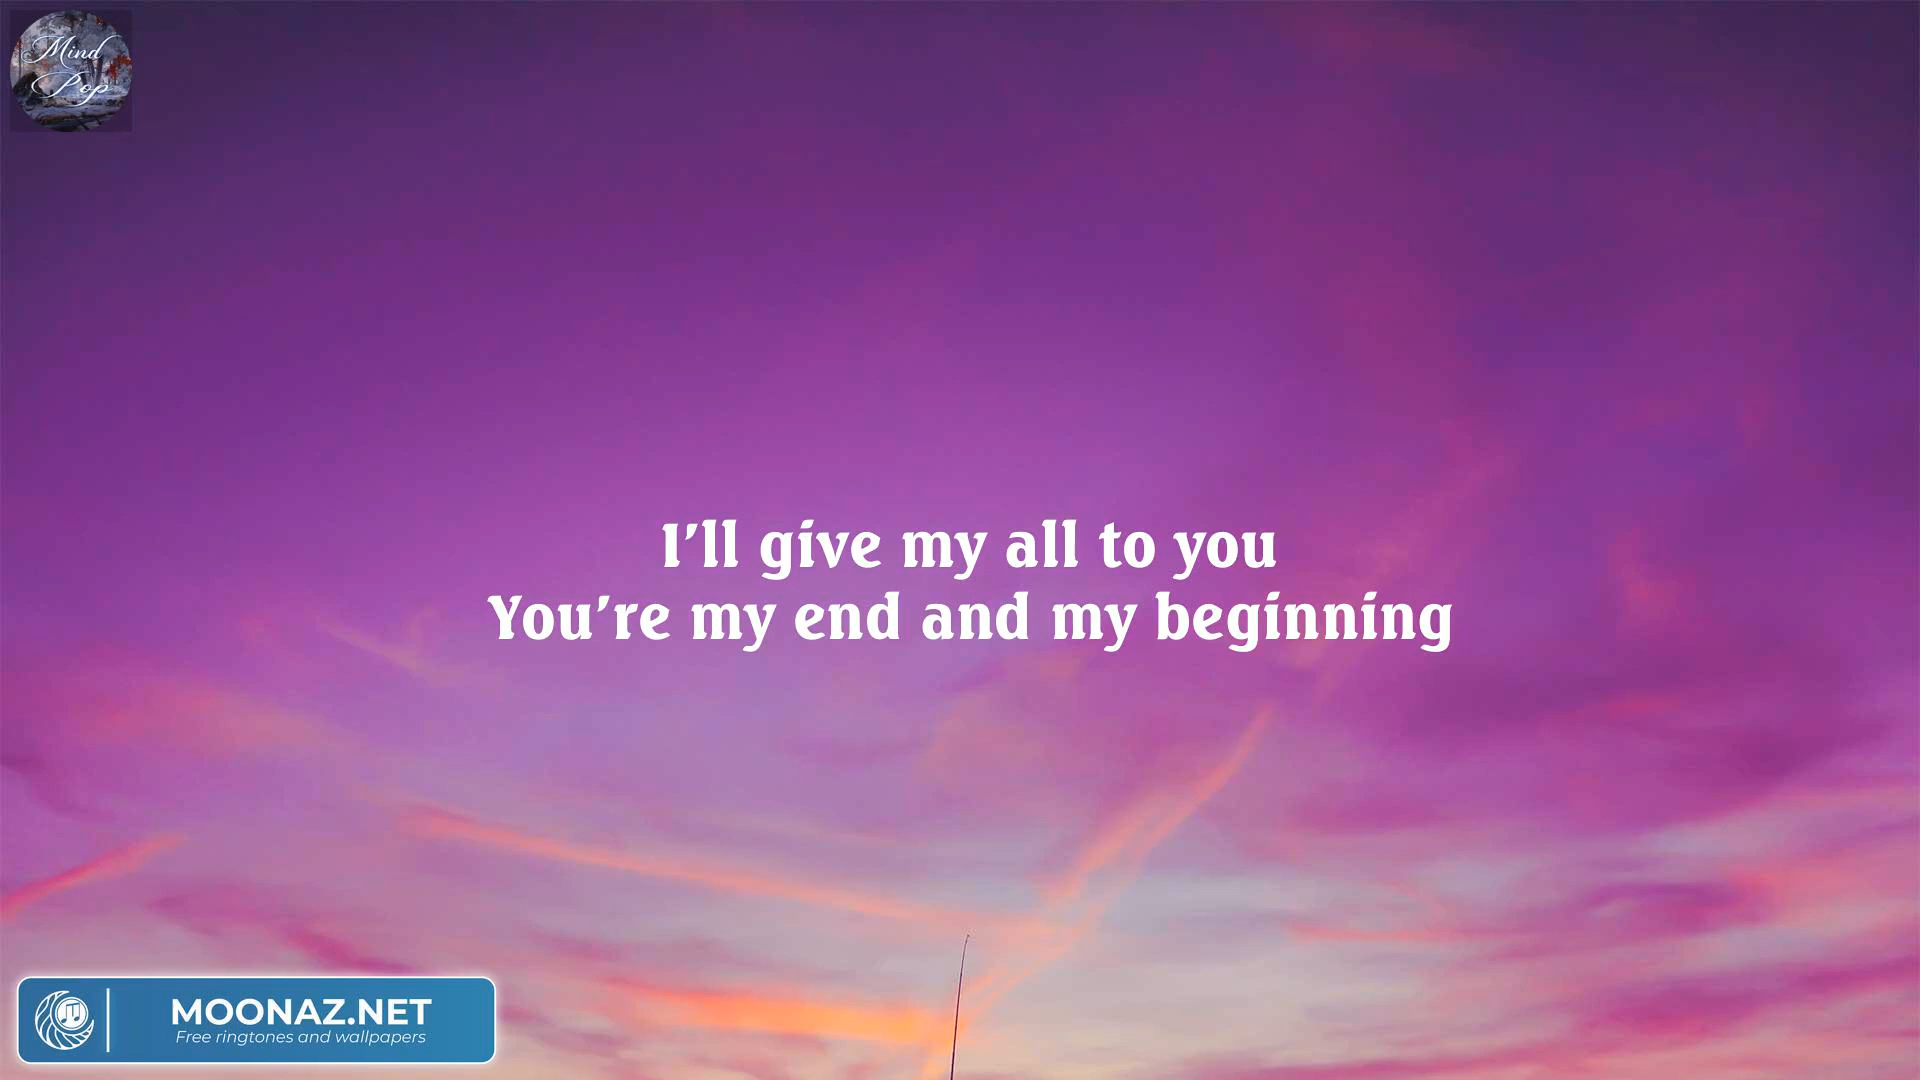 Mind
Pop
I'll give my all to you
You're my end and my beginning
MOONAZ.NET
Free ringtones and wallpapers